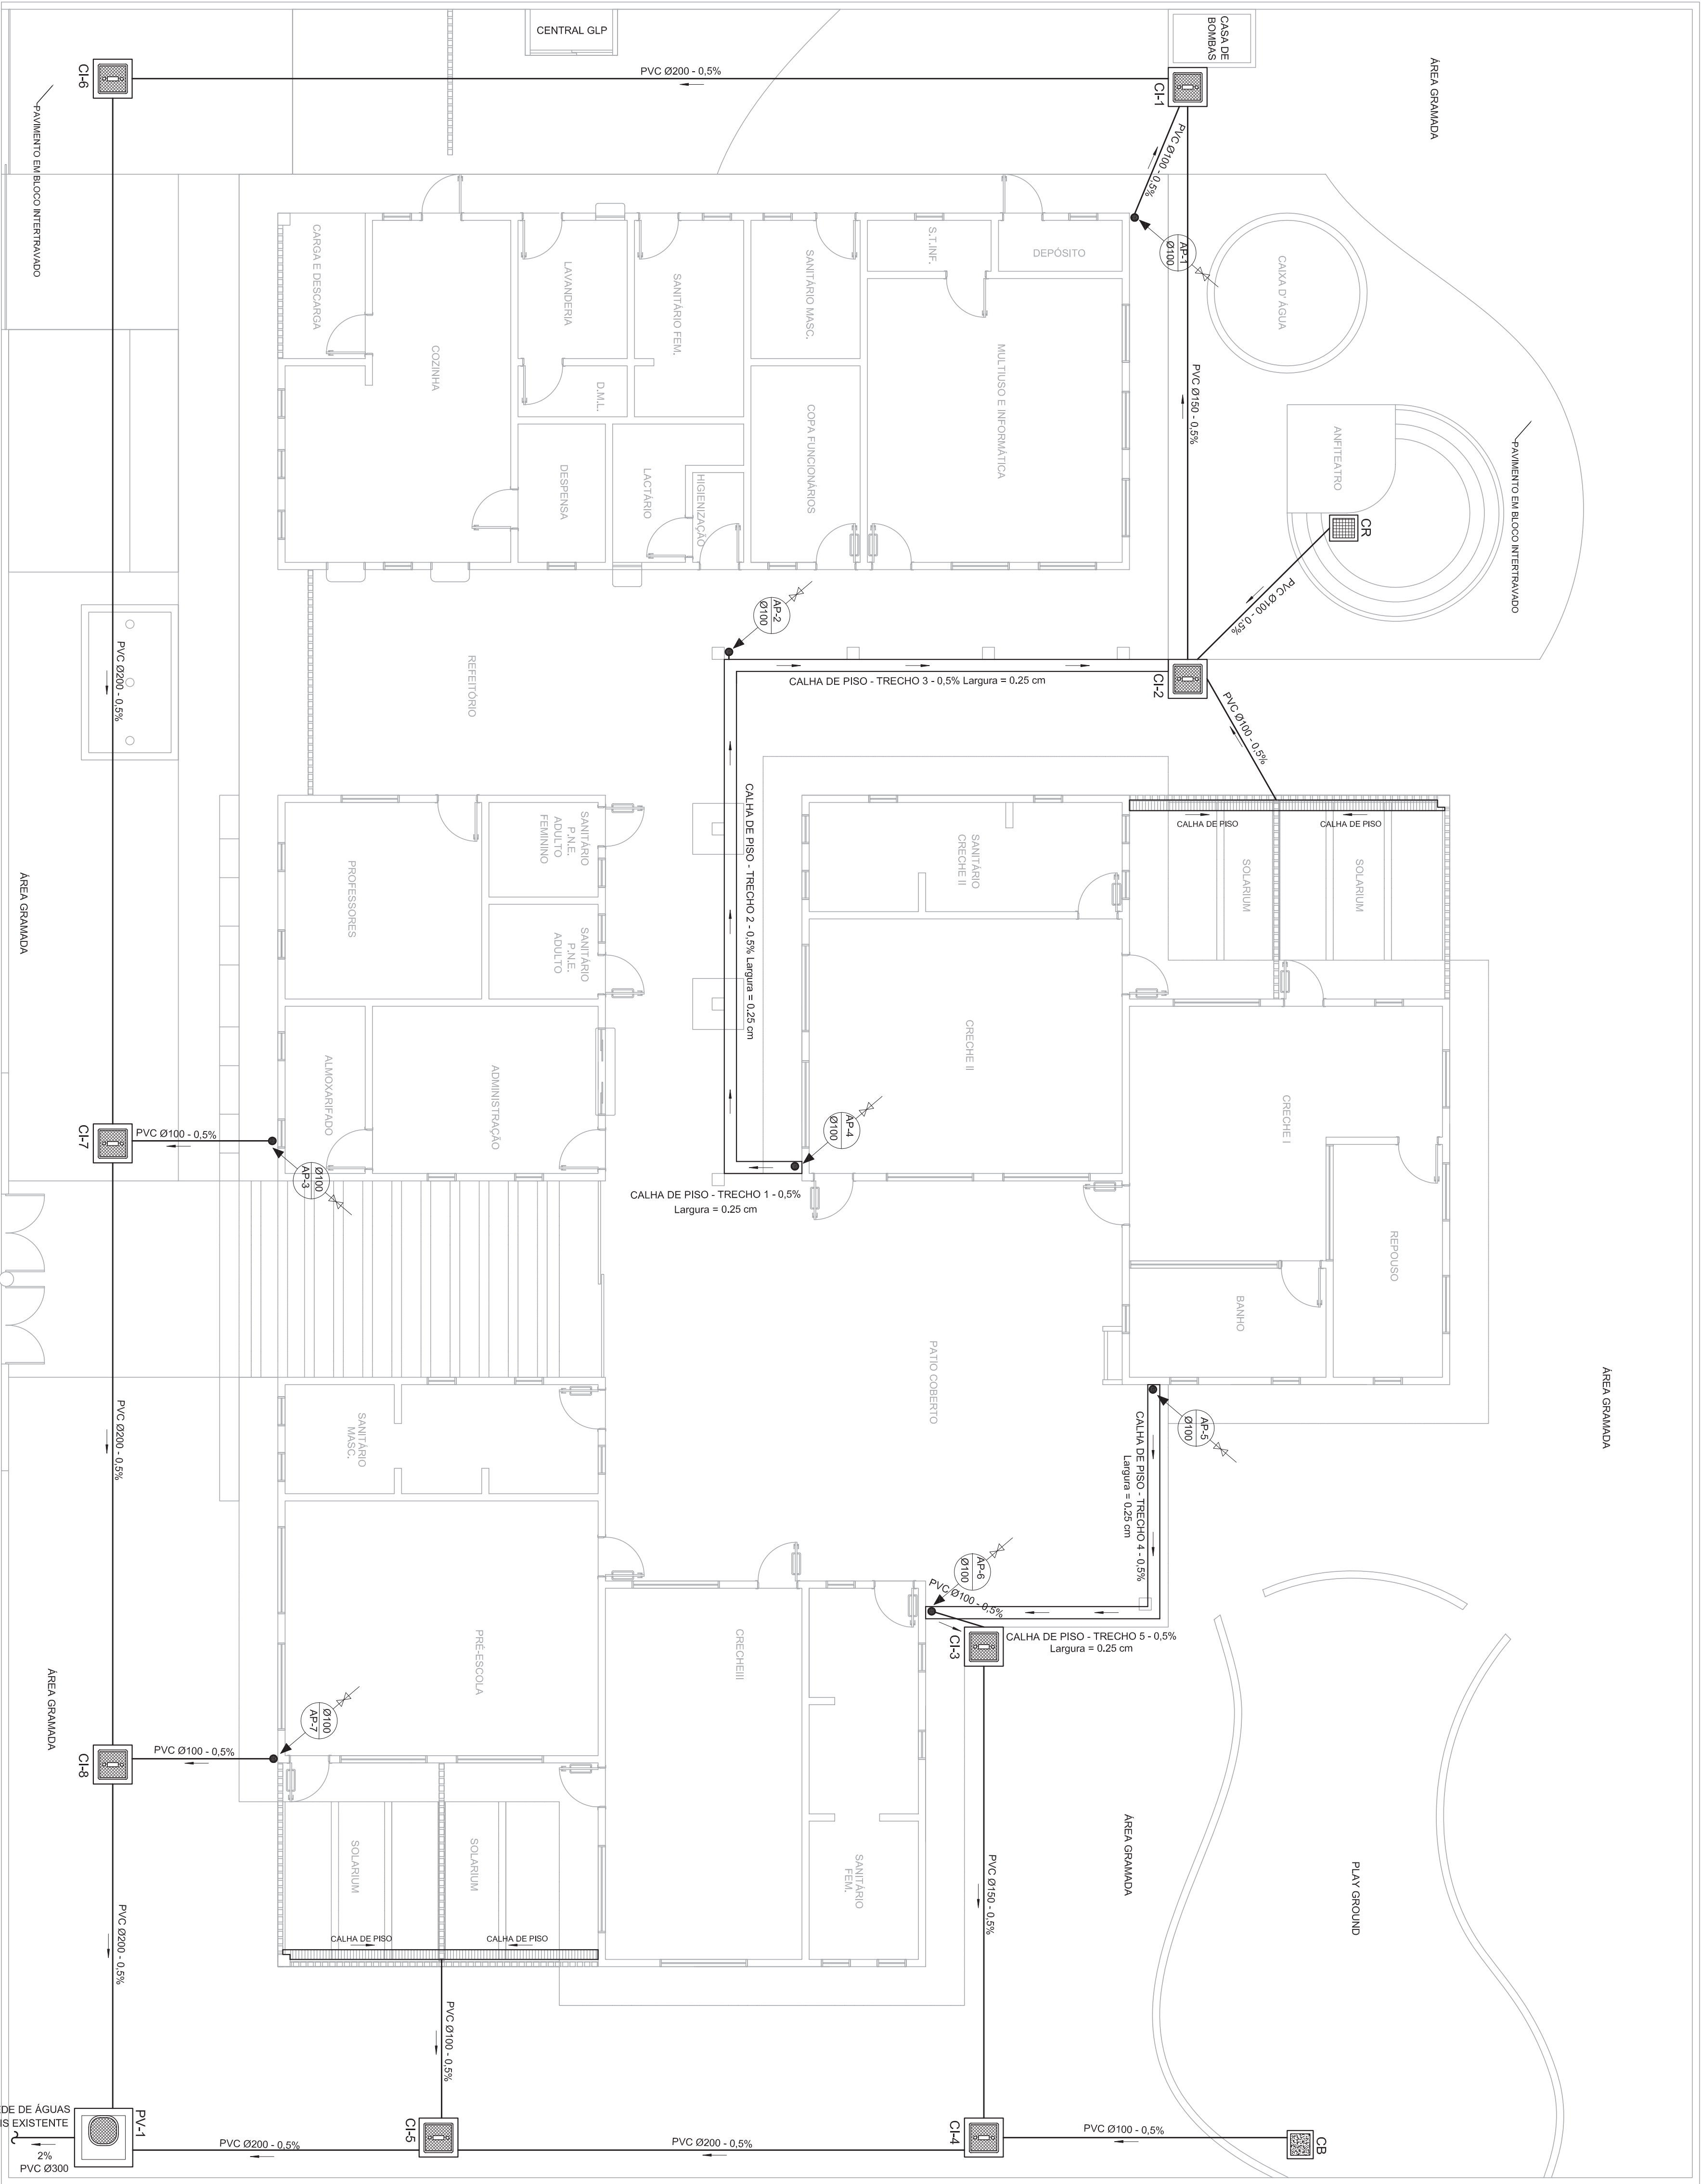 CENTRAL GLP
CASA DE
BOMBAS
ÁREA GRAMADA
CI-6
PVC Ø200 - 0,5%
CI-1
PAVIMENTO EM BLOCO INTERTRAVADO
PVC Ø100 - 0,5%
AP-1
Ø100
CARGA E DESCARGA
COZINHA
LAVANDERIA
D.M.L.
SANITÁRIO FEM.
SANITÁRIO MASC.
S.T.INF.
DEPÓSITO
CAIXA D' ÁGUA
MULTIUSO E INFORMÁTICA
COPA FUNCIONÁRIOS
DESPENSA
LACTÁRIO
HIGIENIZAÇÃO
PVC Ø150 - 0,5%
ANFITEATRO
PAVIMENTO EM BLOCO INTERTRAVADO
CR
PVC Ø100 - 0,5%
AP-2
Ø100
PVC Ø200 - 0,5%
REFEITÓRIO
CALHA DE PISO - TRECHO 3 - 0,5% Largura = 0.25 cm
CI-2
PVC Ø100 - 0,5%
CALHA DE PISO
CALHA DE PISO
SOLARIUM
SOLARIUM
SANITÁRIO
P.N.E.
ADULTO
FEMININO
PROFESSORES
SANITÁRIO
P.N.E.
ADULTO
CALHA DE PISO - TRECHO 2 - 0,5% Largura = 0.25 cm
SANITÁRIO
CRECHE II
CRECHE II
ÁREA GRAMADA
ALMOXARIFADO
ADMINISTRAÇÃO
CRECHE I
AP-4
Ø100
CI-7
PVC Ø100 - 0,5%
Ø100
AP-3
CALHA DE PISO - TRECHO 1 - 0,5%
Largura = 0.25 cm
REPOUSO
BANHO
PATIO COBERTO
ÁREA GRAMADA
AP-5
Ø100
CALHA DE PISO - TRECHO 4 - 0,5%
Largura = 0.25 cm
PVC Ø200 - 0,5%
SANITÁRIO
MASC.
AP-6
Ø100
PVC Ø100 - 0,5%
CI-3
CALHA DE PISO - TRECHO 5 - 0,5%
Largura = 0.25 cm
PRÉ-ESCOLA
CRECHEIII
ÁREA GRAMADA
Ø100
AP-7
CI-8
PVC Ø100 - 0,5%
SOLARIUM
SOLARIUM
SANITÁRIO
FEM.
PVC Ø150 - 0,5%
ÁREA GRAMADA
PLAY GROUND
PVC Ø200 - 0,5%
CALHA DE PISO
CALHA DE PISO
PVC Ø100 - 0,5%
DE DE ÁGUAS
IS EXISTENTE
2%
PVC Ø300
PV-1
PVC Ø200 - 0,5%
CI-5
PVC Ø200 - 0,5%
CI-4
PVC Ø100 - 0,5%
CB